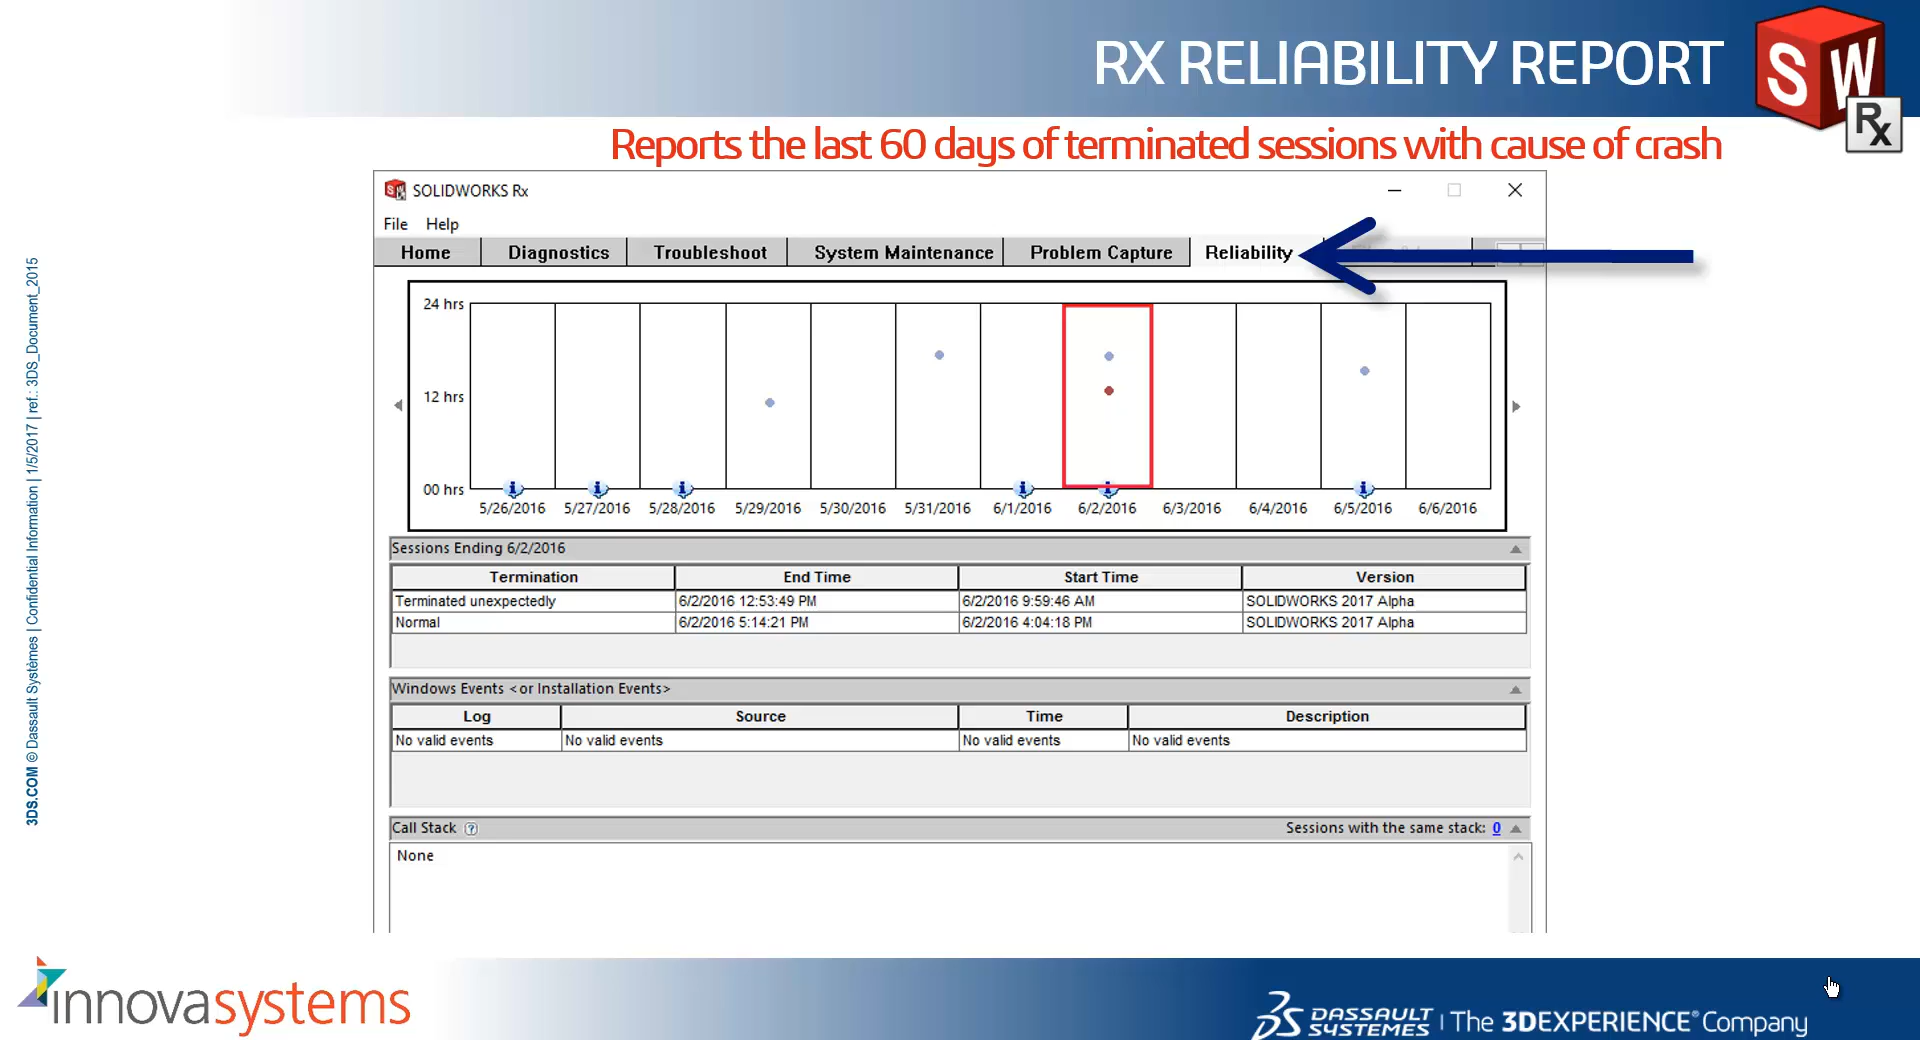 RX RELIABILITY REPORT
SW
Rx
Reports the last 60 days of terminated sessions with cause of crash
SOLIDWORKS Rx
File Help
Home Diagnostics Troubleshoot System Maintenance Problem Capture Reliability
24 hrs
12 hrs
00 hrs
5/26/2016 5/27/2016 5/28/2016 5/29/2016 5/30/2016 5/31/2016 6/1/2016 6/2/2016 6/3/2016 6/4/2016 6/5/2016 6/6/2016
Sessions Ending 6/2/2016
Termination End Time Start Time Version
Terminated unexpectedly 6/2/2016 12:53:49 PM 6/2/2016 9:59:46 AM SOLIDWORKS 2017 Alpha
Normal 6/2/2016 5:14:21 PM 6/2/2016 4:04:18 PM SOLIDWORKS 2017 Alpha
Windows Events <or Installation Events>
Log Source Time Description
No valid events No valid events No valid events No valid events
Call Stack ? Sessions with the same stack: 0
None
3DS.COM © Dassault Systèmes | Confidential Information | 1/5/2017 | ref.: 3DS_Document_2015
innovasystems
DASSAULT SYSTEMES | The 3DEXPERIENCE® Company